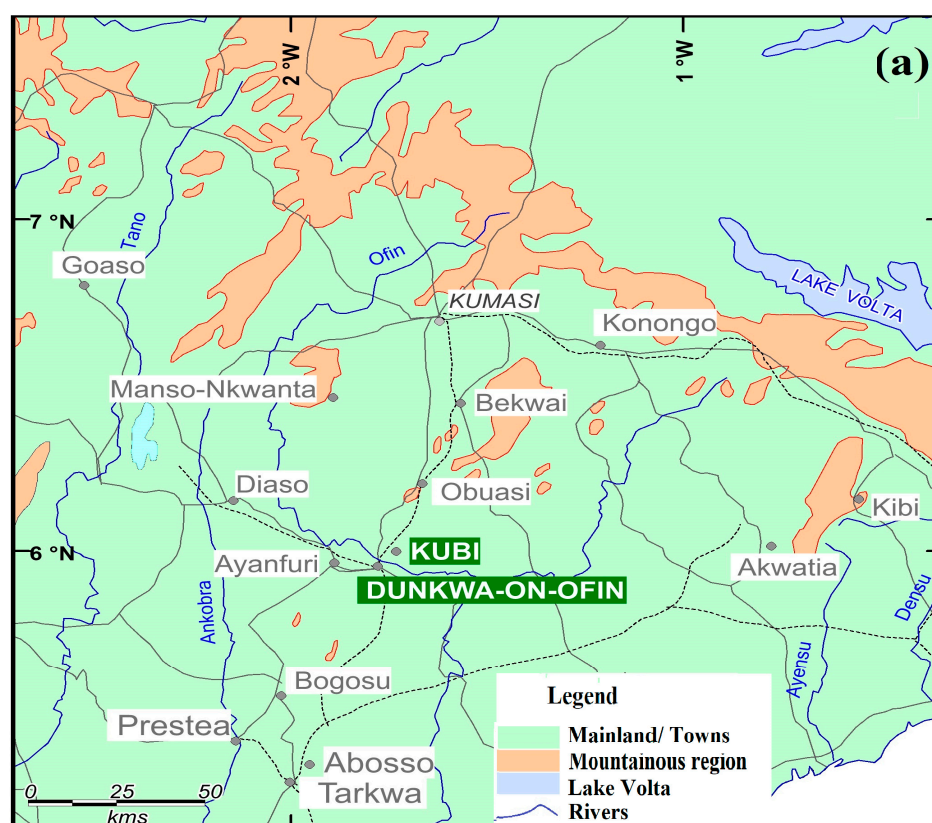 (a)
2 °W
1 °W
7 °N
Tano
Goaso
Ofin
LAKE VOLTA
KUMASI
Konongo
Manso-Nkwanta
Bekwai
Diaso
Obuasi
Kibi
6 °N
KUBI
Ayanfuri
Akwatia
DUNKWA-ON-OFIN
Ankobra
Densu
Ayensu
Bogosu
Prestea
Abosso
Tarkwa
0 25 50
kms
Legend
Mainland/ Towns
Mountainous region
Lake Volta
Rivers